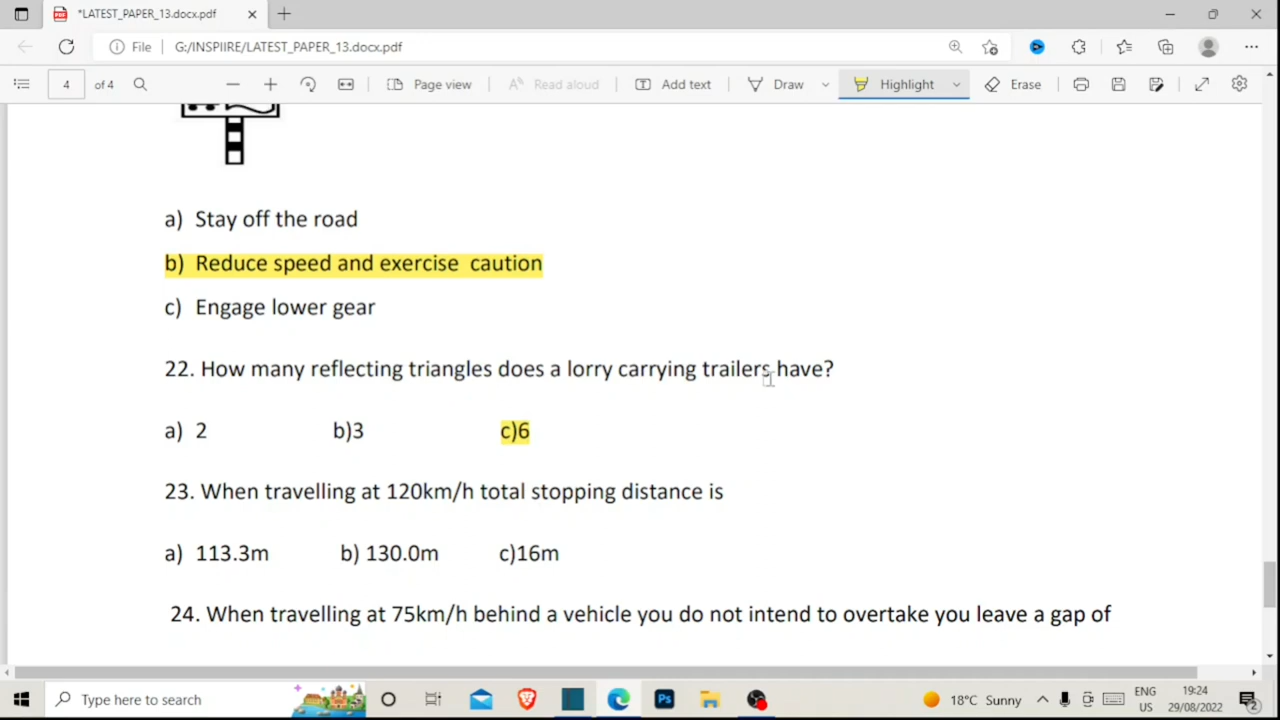 *LATEST_PAPER_13.docx.pdf
File
G:/INSPIIRE/LATEST_PAPER_13.docx.pdf
4 of 4
Page view
Read aloud
Add text
Draw
Highlight
Erase
a) Stay off the road
b) Reduce speed and exercise caution
c) Engage lower gear
22. How many reflecting triangles does a lorry carrying trailers have?
a) 2 b)3 c)6
23. When travelling at 120km/h total stopping distance is
a) 113.3m b) 130.0m c)16m
24. When travelling at 75km/h behind a vehicle you do not intend to overtake you leave a gap of
Type here to search
18°C Sunny
ENG
US
19:24
29/08/2022
2